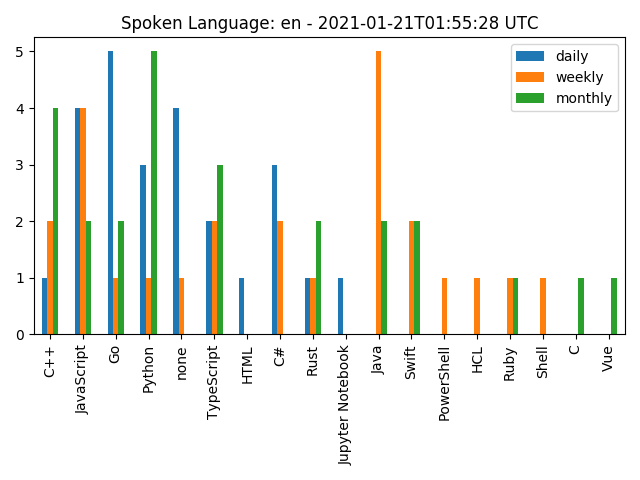 Spoken Language: en - 2021-01-21T01:55:28 UTC
daily
weekly
monthly
5
4
3
2
1
0
C++
JavaScript
Go
Python
none
TypeScript
HTML
C#
Rust
Jupyter Notebook
Java
Swift
PowerShell
HCL
Ruby
Shell
C
Vue